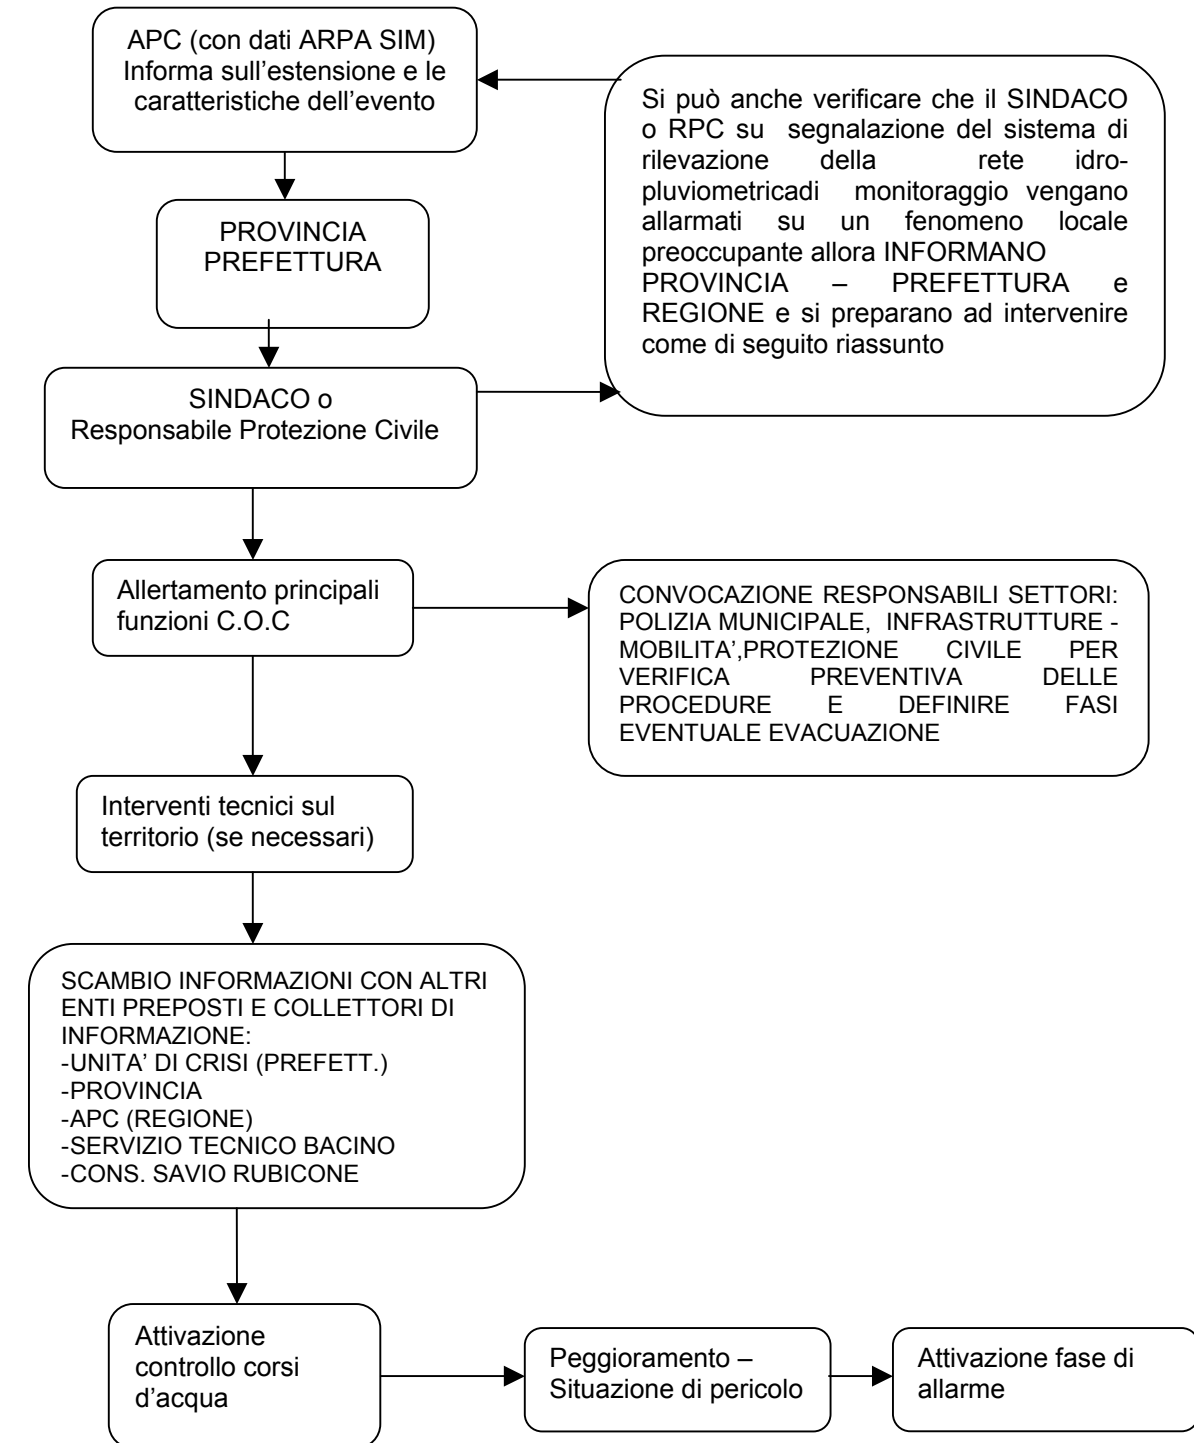 APC (con dati ARPA SIM)
Informa sull'estensione e le
caratteristiche dell'evento
Si può anche verificare che il SINDACO
o RPC su segnalazione del sistema di
rilevazione della rete idro-
pluviometricadi monitoraggio vengano
allarmati su un fenomeno locale
preoccupante allora INFORMANO
PROVINCIA – PREFETTURA e
REGIONE e si preparano ad intervenire
come di seguito riassunto
PROVINCIA
PREFETTURA
SINDACO o
Responsabile Protezione Civile
Allertamento principali
funzioni C.O.C
CONVOCAZIONE RESPONSABILI SETTORI:
POLIZIA MUNICIPALE, INFRASTRUTTURE -
MOBILITA',PROTEZIONE CIVILE PER
VERIFICA PREVENTIVA DELLE
PROCEDURE E DEFINIRE FASI
EVENTUALE EVACUAZIONE
Interventi tecnici sul
territorio (se necessari)
SCAMBIO INFORMAZIONI CON ALTRI
ENTI PREPOSTI E COLLETTORI DI
INFORMAZIONE:
-UNITA' DI CRISI (PREFETT.)
-PROVINCIA
-APC (REGIONE)
-SERVIZIO TECNICO BACINO
-CONS. SAVIO RUBICONE
Attivazione
controllo corsi
d'acqua
Peggioramento –
Situazione di pericolo
Attivazione fase di
allarme